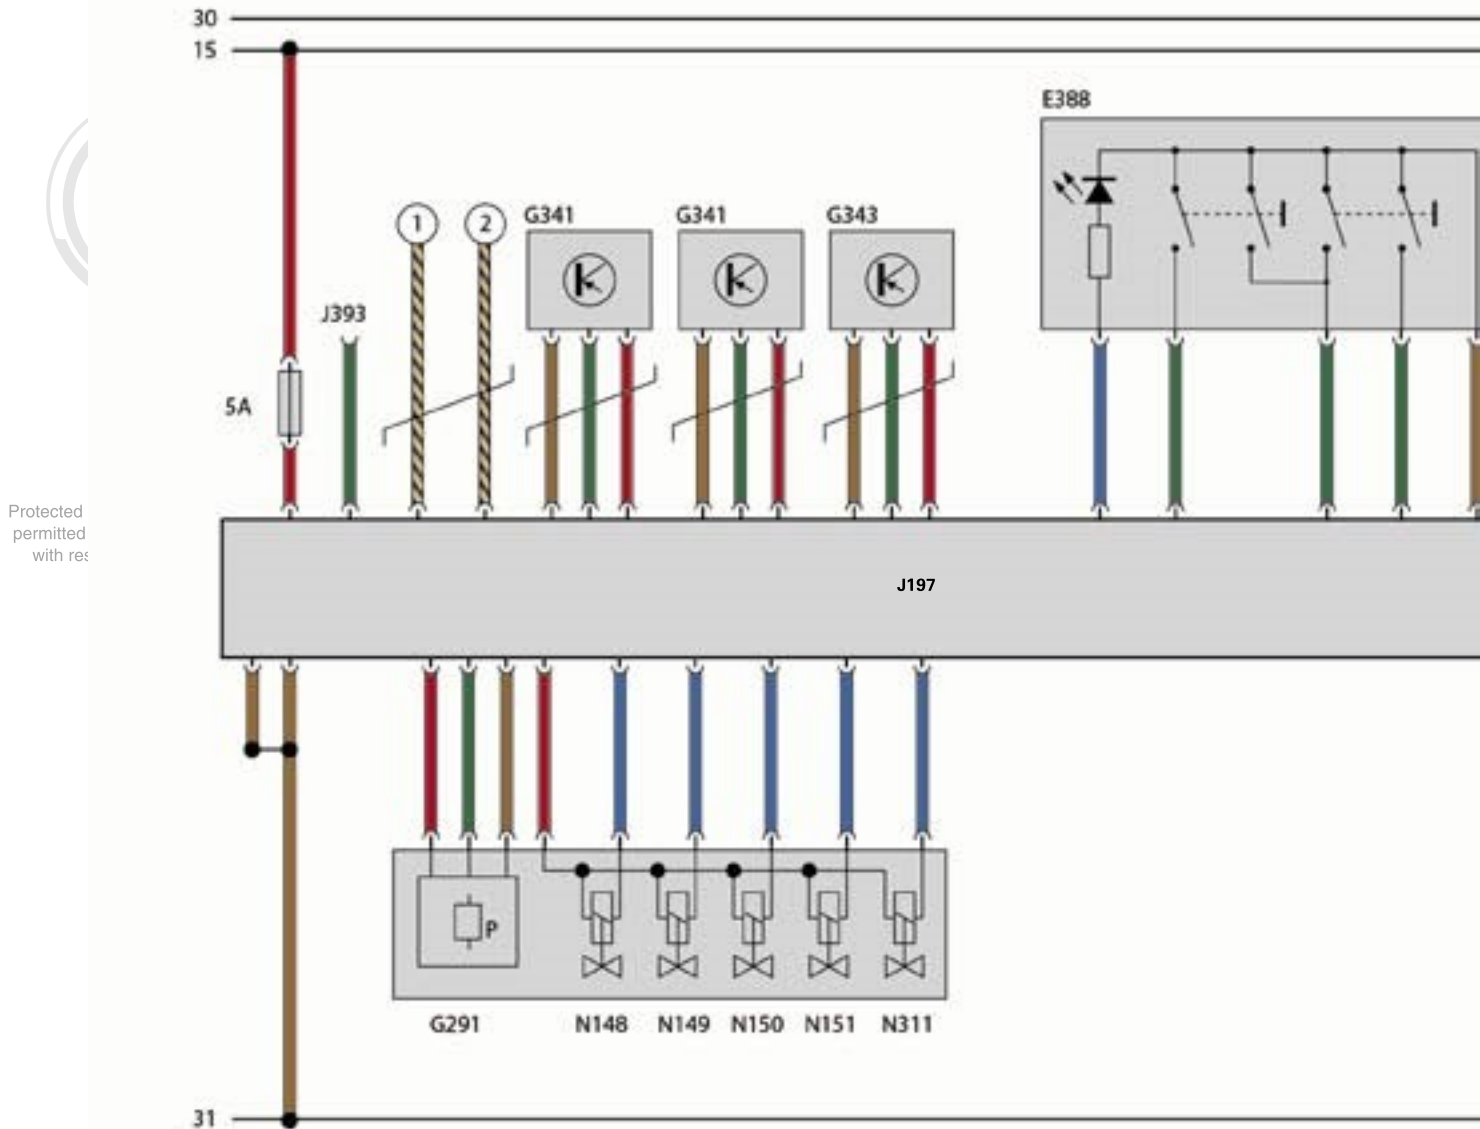 30
15
E388
G341
G341
G343
1
2
J393
5A
Protected
permitted
with res
J197
P
G291
N148
N149
N150
N151
N311
31